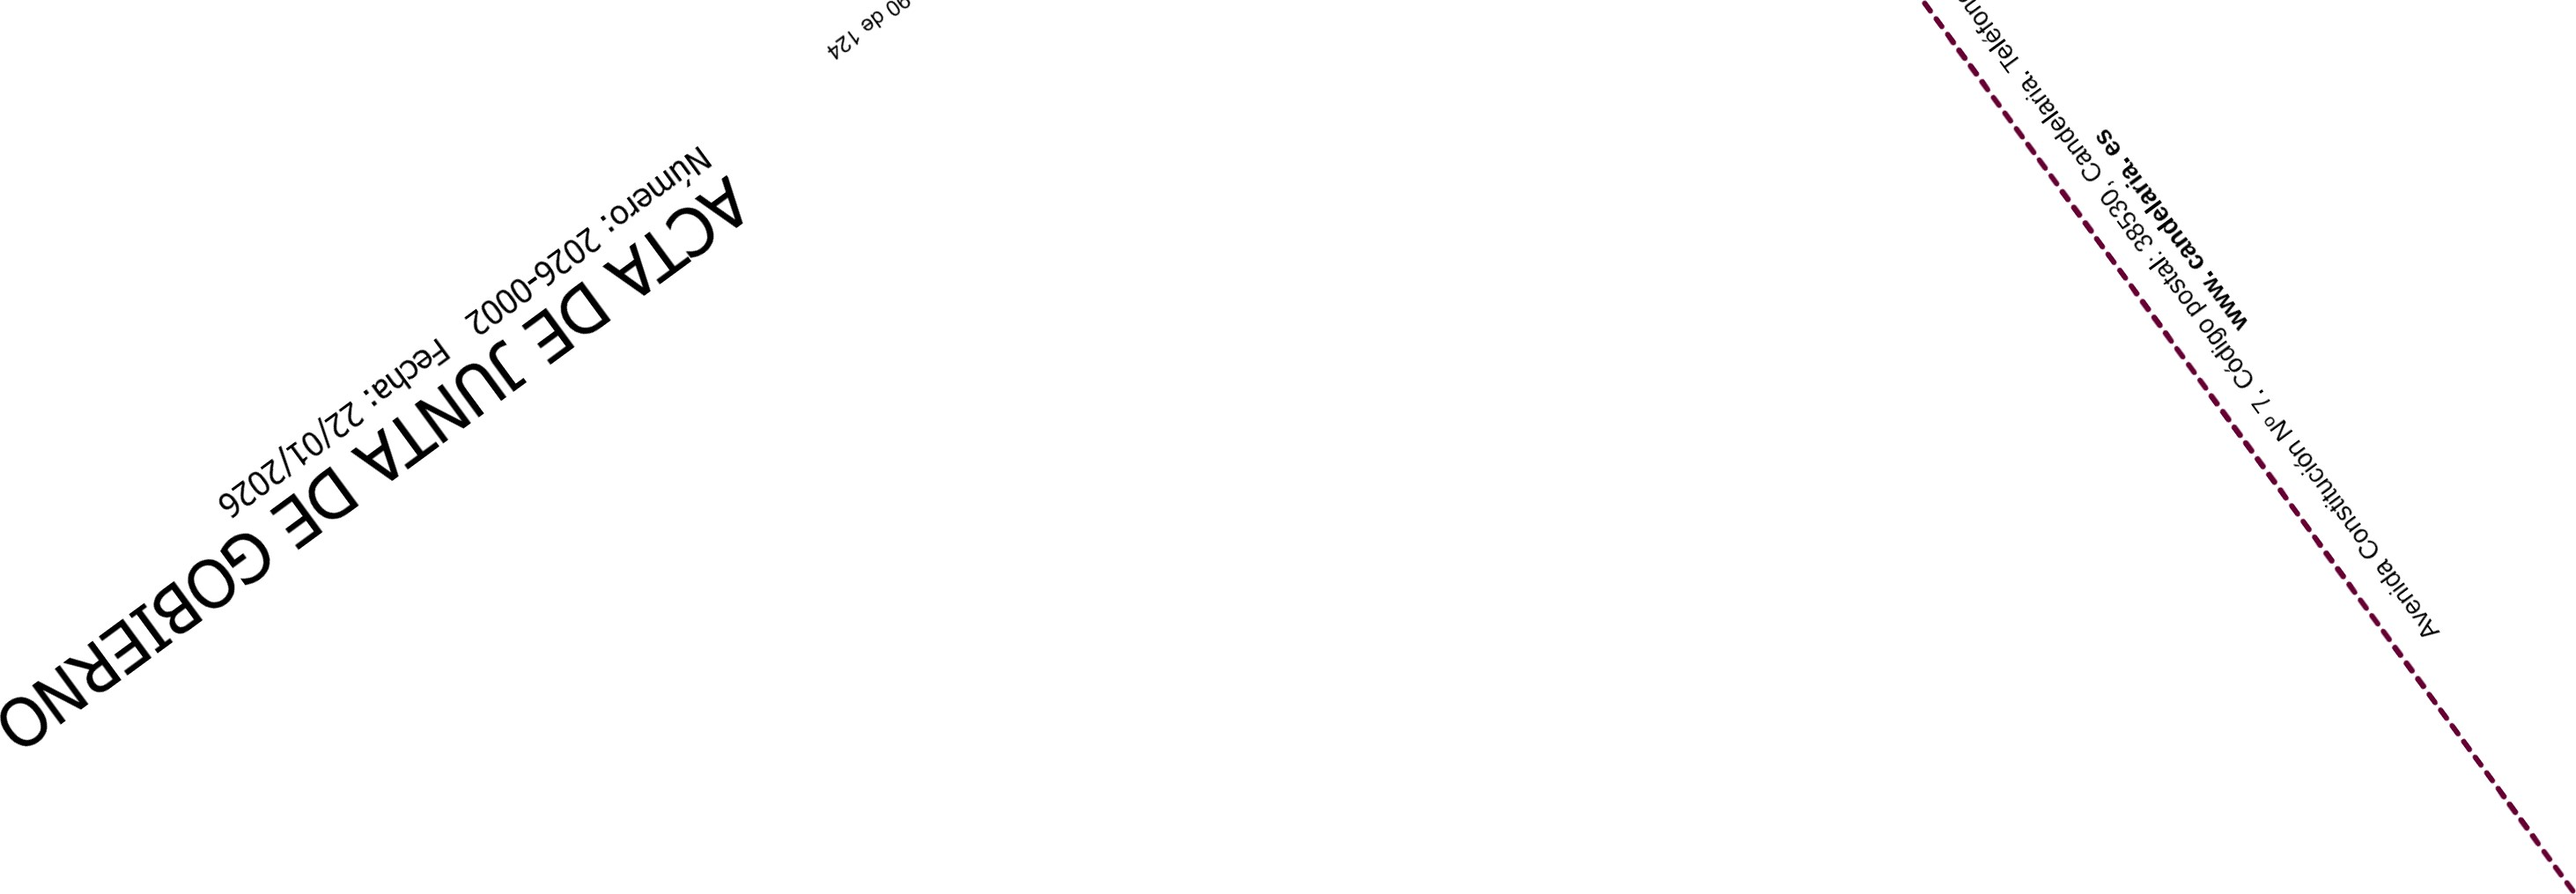 ACTA DE JUNTA DE GOBIERNO
Número: 2026-0002 Fecha: 22/01/2026
de 124
Avenida Constitución Nº 7. Código postal: 38530, Candelaria.
www. candelaria. es